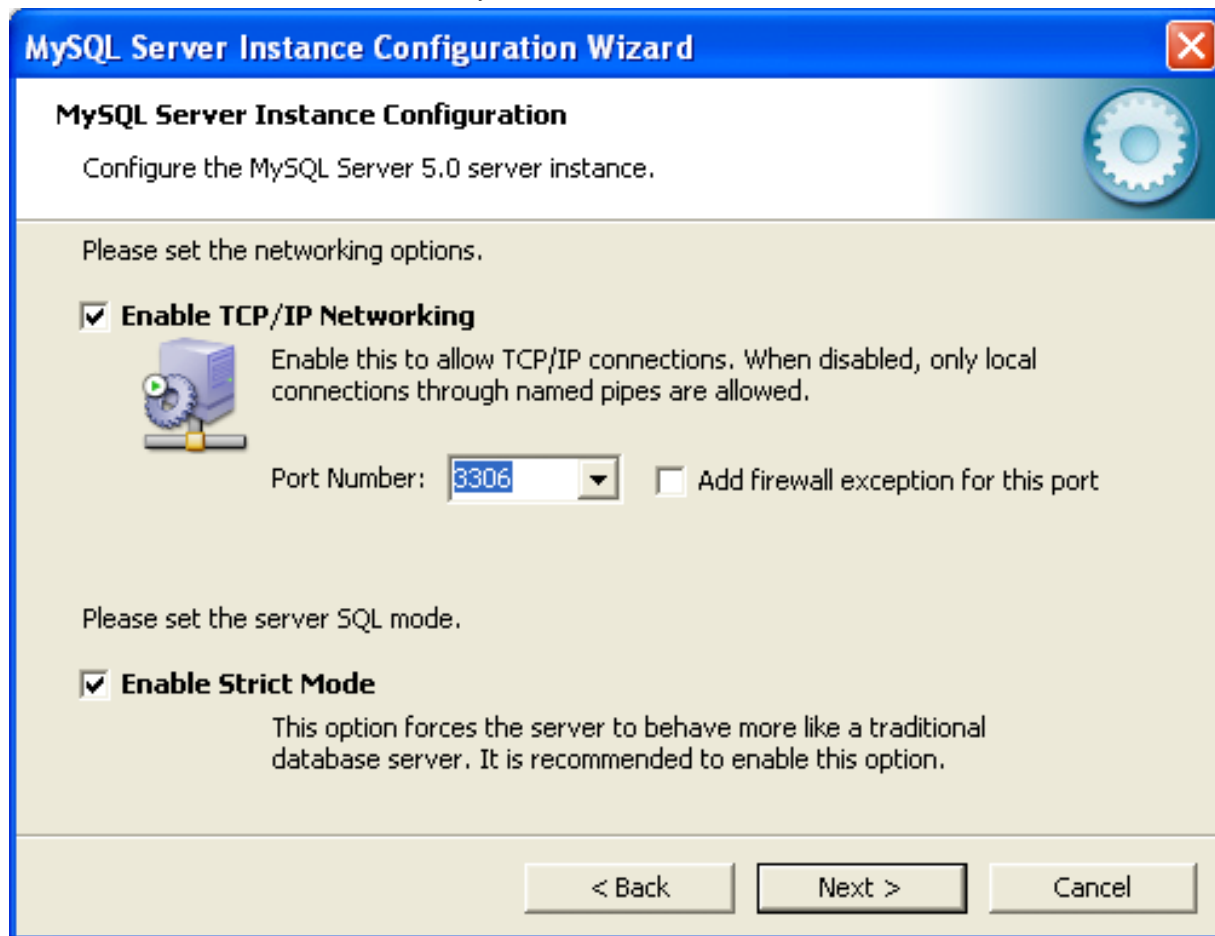 MySQL Server Instance Configuration Wizard
MySQL Server Instance Configuration
Configure the MySQL Server 5.0 server instance.
Please set the networking options.
Enable TCP/IP Networking
Enable this to allow TCP/IP connections. When disabled, only local
connections through named pipes are allowed.
Port Number: 3306 Add firewall exception for this port
Please set the server SQL mode.
Enable Strict Mode
This option forces the server to behave more like a traditional
database server. It is recommended to enable this option.
< Back Next > Cancel